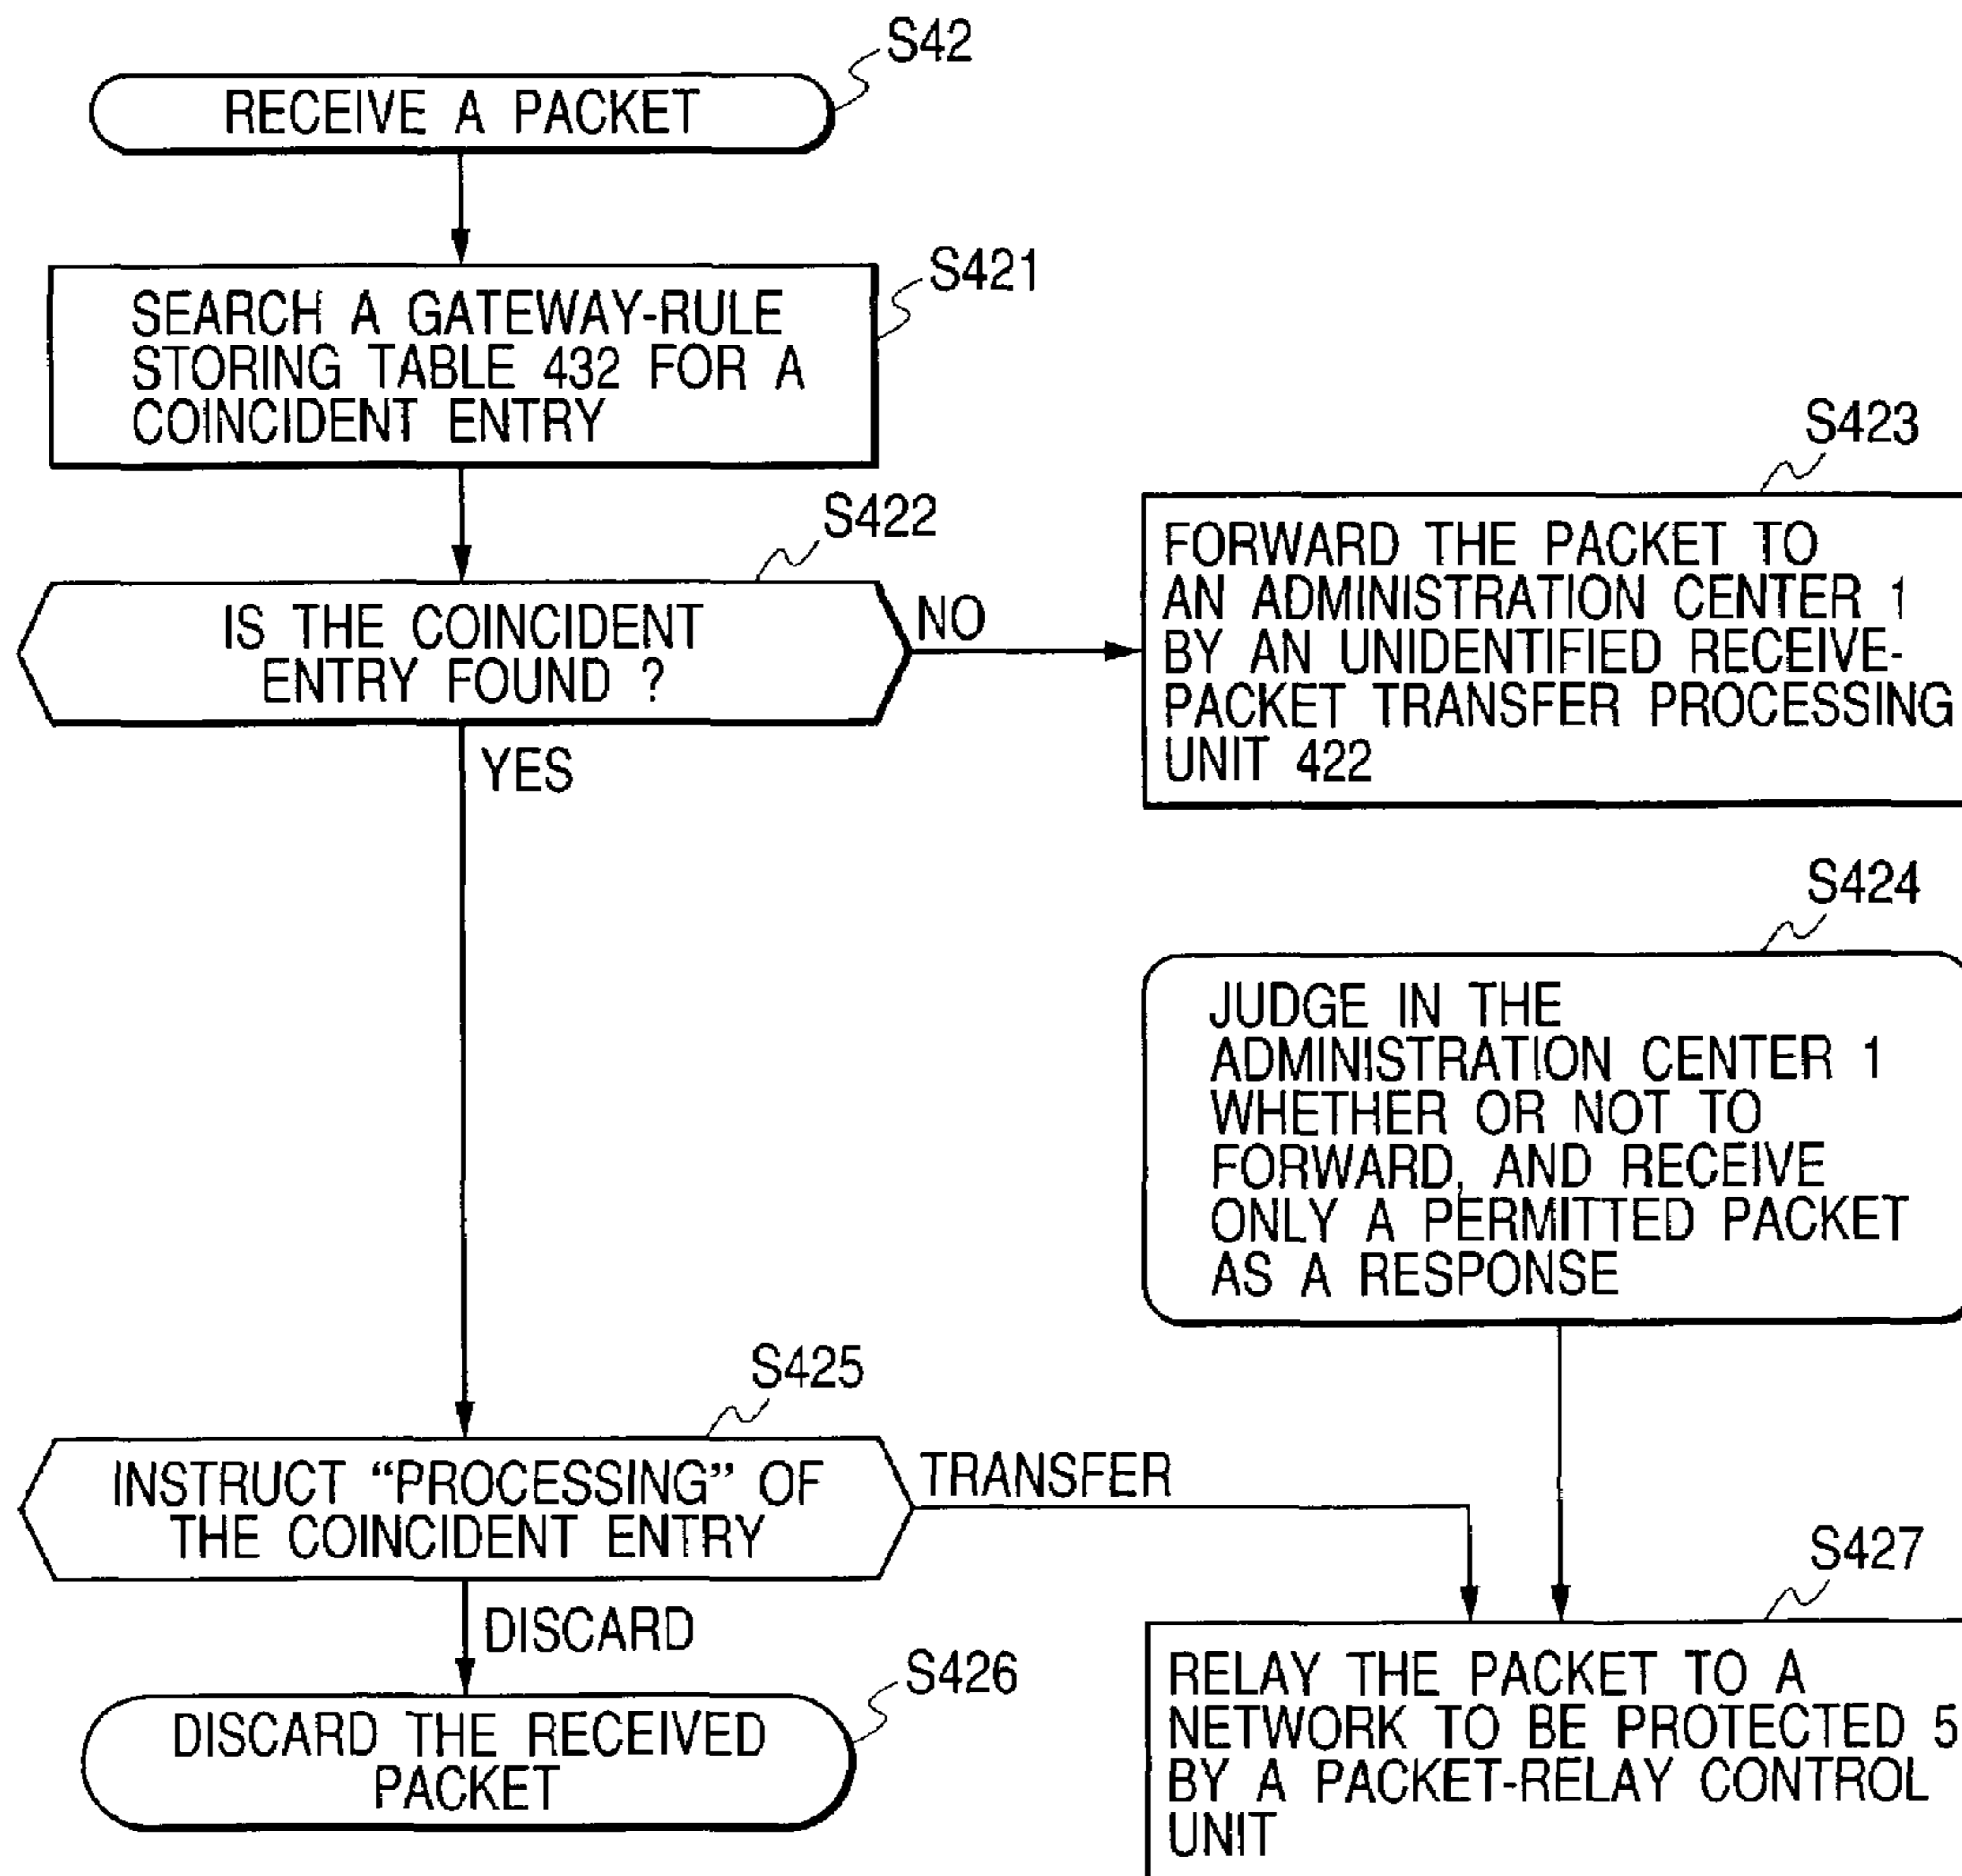 S42
RECEIVE A PACKET
S421
SEARCH A GATEWAY-RULE
STORING TABLE 432 FOR A
COINCIDENT ENTRY
S422
IS THE COINCIDENT
ENTRY FOUND ?
NO
YES
S423
FORWARD THE PACKET TO
AN ADMINISTRATION CENTER 1
BY AN UNIDENTIFIED RECEIVE-
PACKET TRANSFER PROCESSING
UNIT 422
S424
JUDGE IN THE
ADMINISTRATION CENTER 1
WHETHER OR NOT TO
FORWARD, AND RECEIVE
ONLY A PERMITTED PACKET
AS A RESPONSE
S425
INSTRUCT “PROCESSING” OF
THE COINCIDENT ENTRY
TRANSFER
DISCARD
S426
DISCARD THE RECEIVED
PACKET
S427
RELAY THE PACKET TO A
NETWORK TO BE PROTECTED 5
BY A PACKET-RELAY CONTROL
UNIT